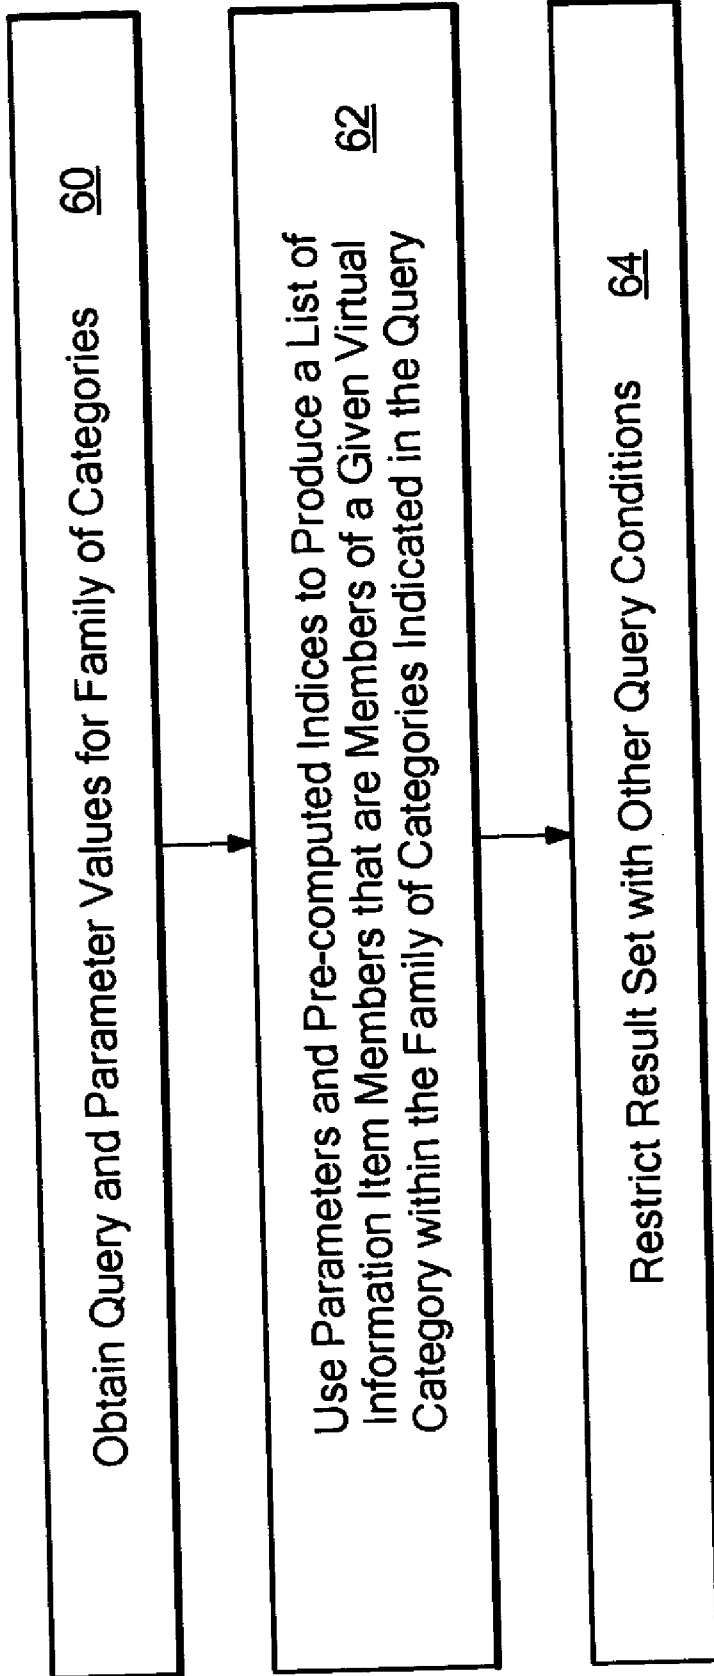 Obtain Query and Parameter Values for Family of Categories 60
Use Parameters and Pre-computed Indices to Produce a List of 62
Information Item Members that are Members of a Given Virtual
Category within the Family of Categories Indicated in the Query
Restrict Result Set with Other Query Conditions 64